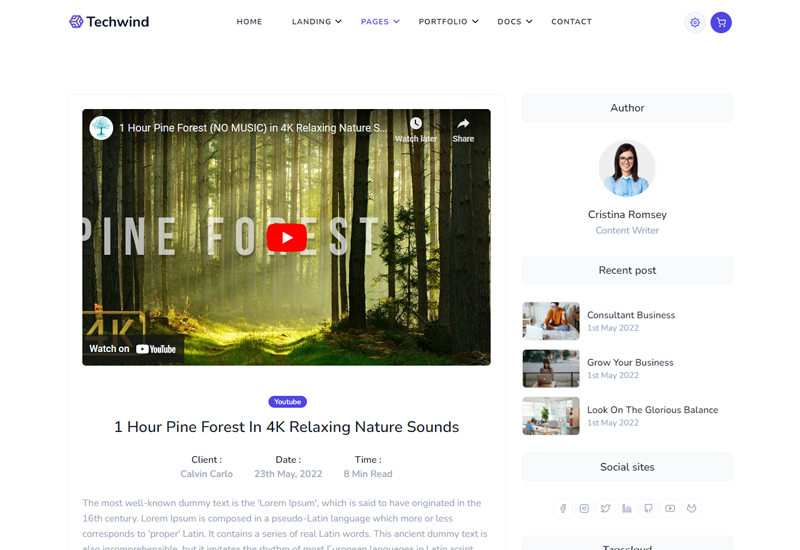 Techwind
HOME
LANDING
PAGES
PORTFOLIO
DOCS
CONTACT
1 Hour Pine Forest (NO MUSIC) in 4K Relaxing Nature S...
Watch later
Share
PINE FOREST
4K
Watch on YouTube
Youtube
1 Hour Pine Forest In 4K Relaxing Nature Sounds
Client :
Calvin Carlo
Date :
23th May, 2022
Time :
8 Min Read
The most well-known dummy text is the 'Lorem Ipsum', which is said to have originated in the
16th century. Lorem Ipsum is composed in a pseudo-Latin language which more or less
corresponds to 'proper' Latin. It contains a series of real Latin words. This ancient dummy text is
also incomprehensible, but it imitates the rhythm of most European languages in Latin script.
Author
Cristina Romsey
Content Writer
Recent post
Consultant Business
1st May 2022
Grow Your Business
1st May 2022
Look On The Glorious Balance
1st May 2022
Social sites
Tagscloud